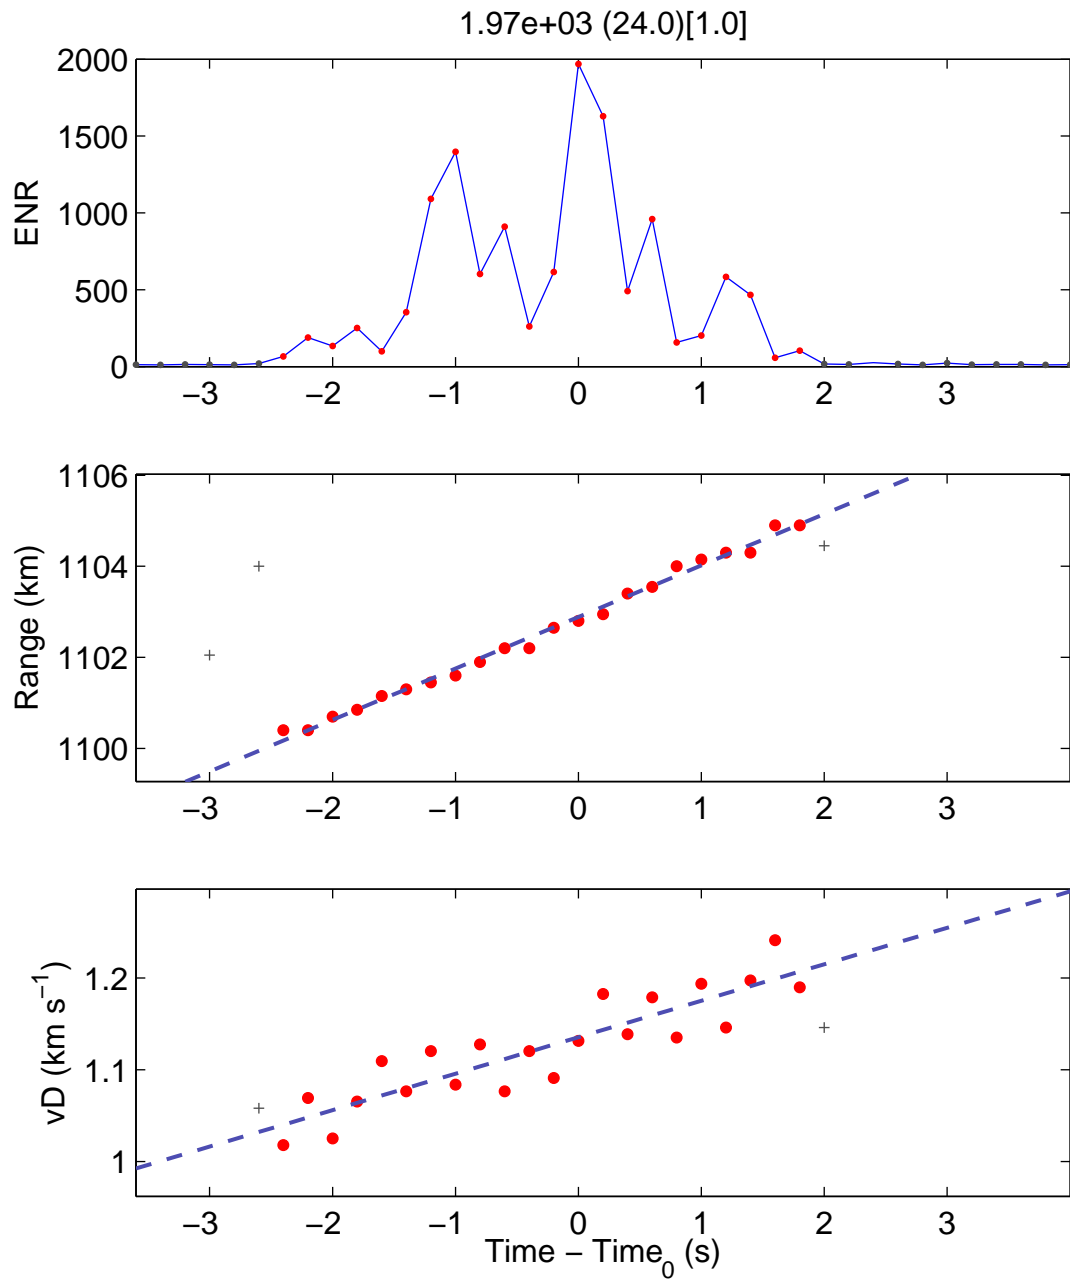 1.97e+03 (24.0)[1.0]
2000
1500
1000
500
0
ENR
−3 −2 −1 0 1 2 3
1106
1104
1102
1100
Range (km)
−3 −2 −1 0 1 2 3
1.2
1.1
1
vD (km s⁻¹)
−3 −2 −1 0 1 2 3
Time − Time₀ (s)